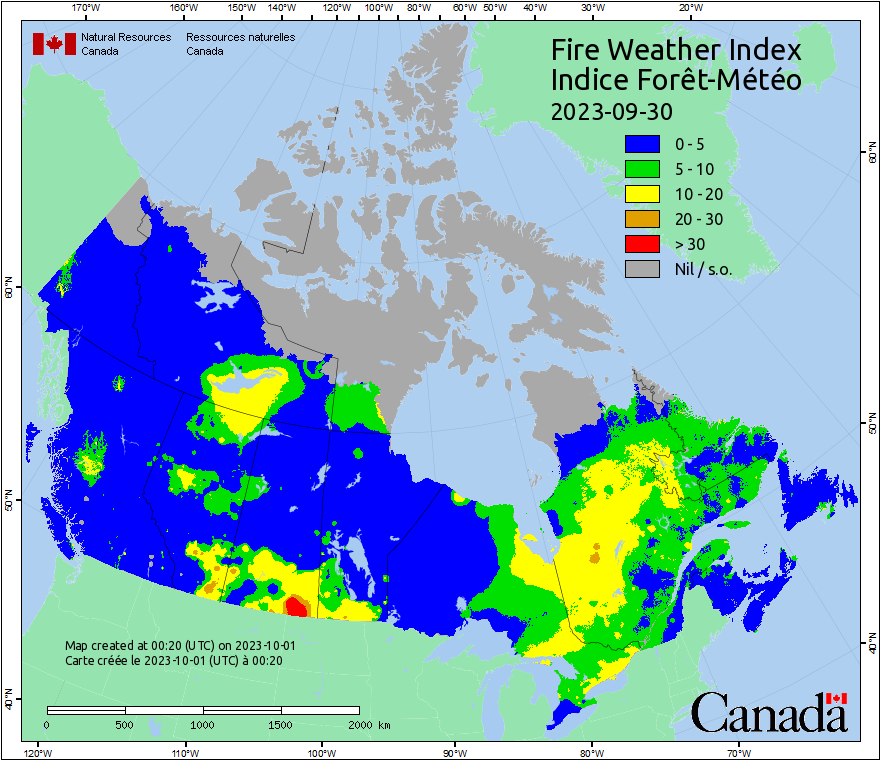 170°W 160°W 150°W 140°W 130°W 120°W 110°W 100°W 90°W 80°W 70°W 60°W 50°W 40°W 30°W 20°W
Natural Resources Ressources naturelles
Canada Canada
Fire Weather Index
Indice Forêt-Météo
2023-09-30
0 - 5
5 - 10
10 - 20
20 - 30
> 30
Nil / s.o.
60°N
60°N
50°N
50°N
40°N
40°N
Map created at 00:20 (UTC) on 2023-10-01
Carte créée le 2023-10-01 (UTC) à 00:20
0 500 1000 1500 2000 km
Canada
120°W 110°W 100°W 90°W 80°W 70°W